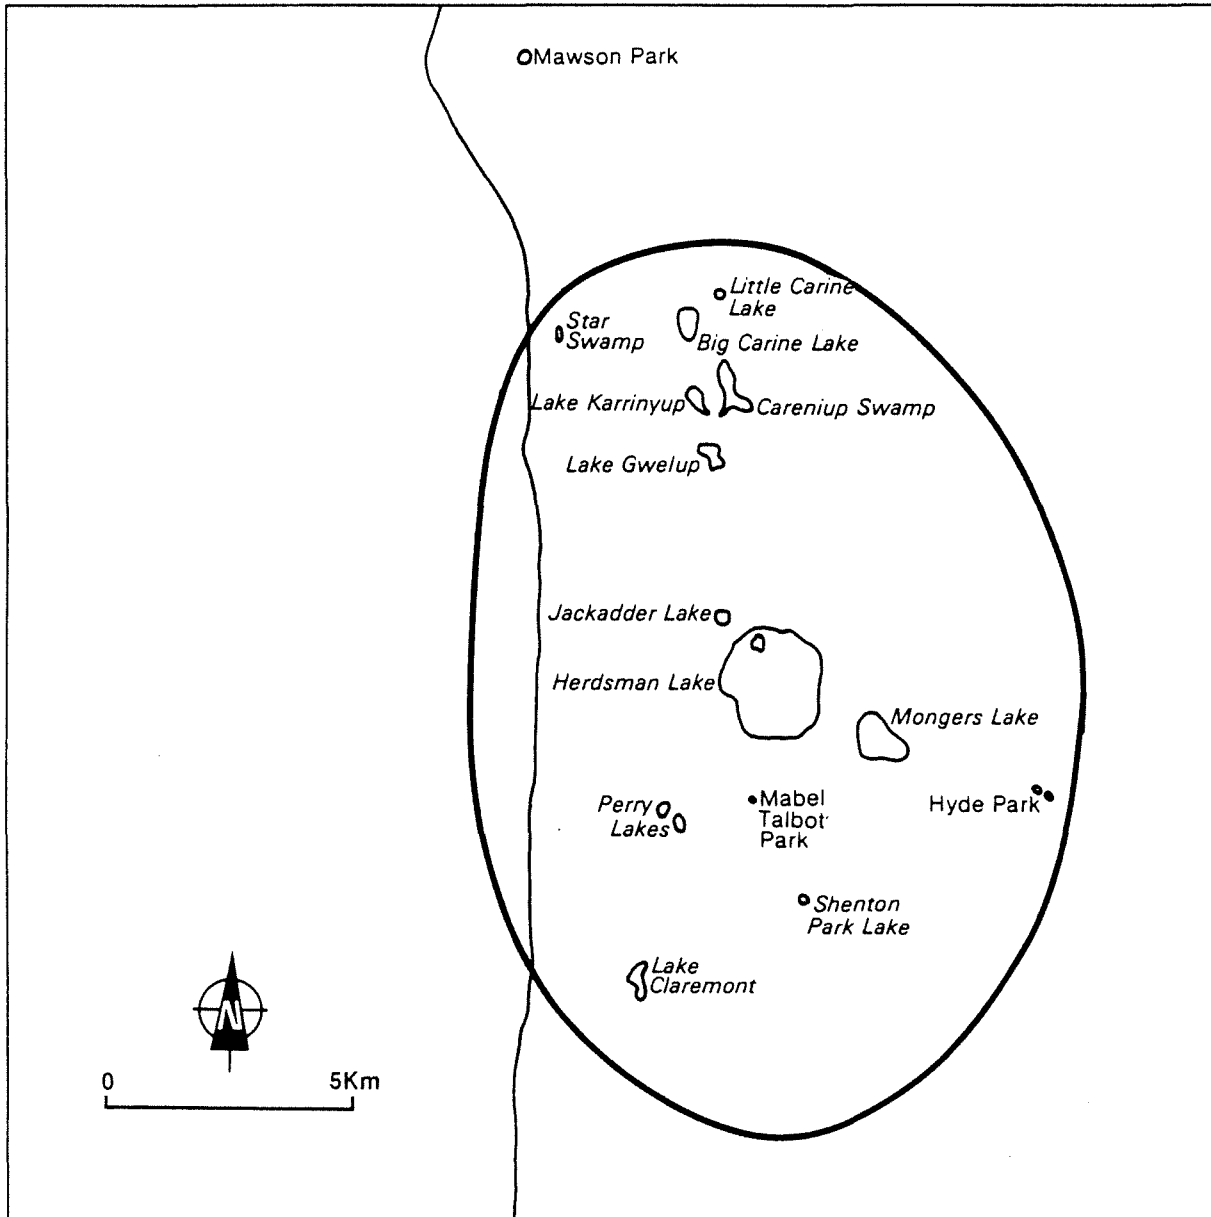 Mawson Park
Little Carine
Lake
Star
Swamp
Big Carine Lake
Lake Karrinyup
Careniup Swamp
Lake Gwelup
Jackadder Lake
Herdsman Lake
Mongers Lake
Perry
Lakes
Mabel
Talbot
Park
Hyde Park
Shenton
Park Lake
Lake
Claremont
N
0 5Km